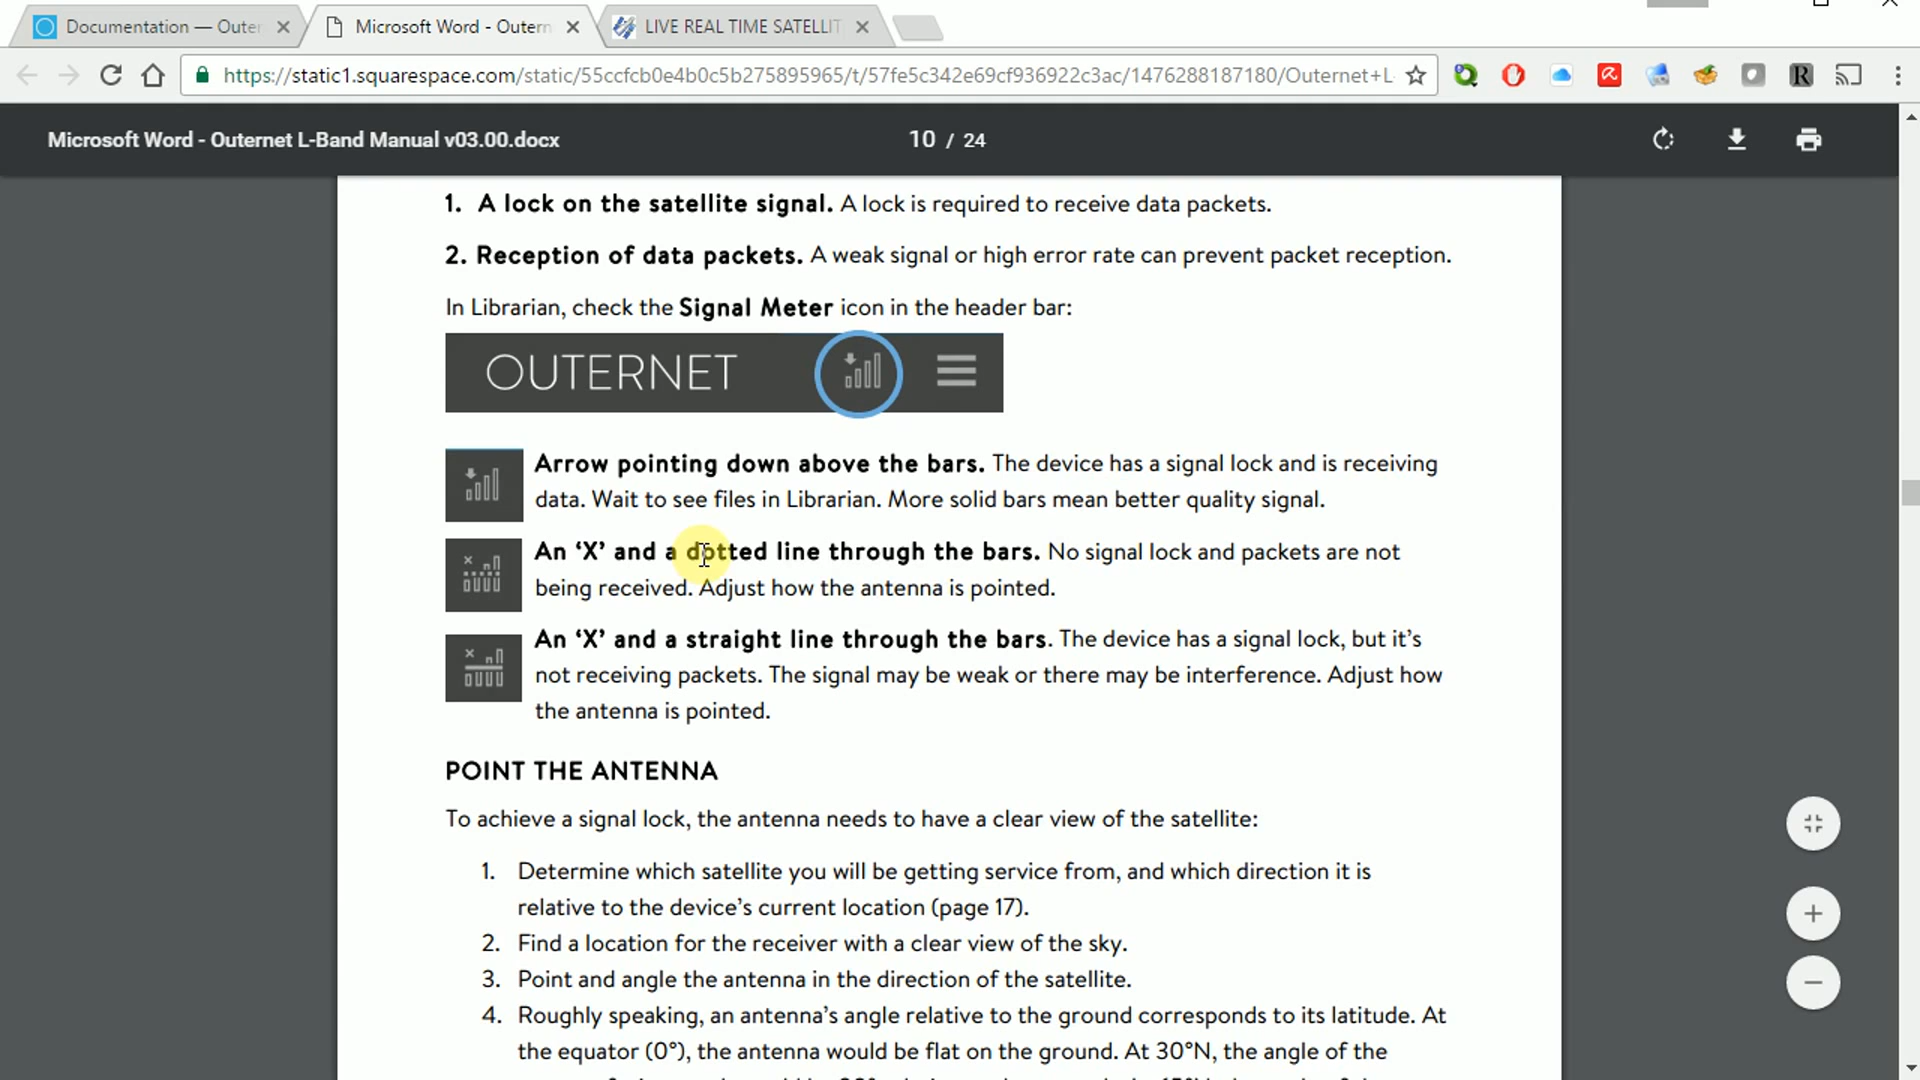 Documentation — Outer
Microsoft Word - Outern
LIVE REAL TIME SATELLIT
https://static1.squarespace.com/static/55ccfcb0e4b0c5b275895965/t/57fe5c342e69cf936922c3ac/1476288187180/Outernet+L-
Microsoft Word - Outernet L-Band Manual v03.00.docx
10 / 24
1. A lock on the satellite signal. A lock is required to receive data packets.
2. Reception of data packets. A weak signal or high error rate can prevent packet reception.
In Librarian, check the Signal Meter icon in the header bar:
OUTERNET
Arrow pointing down above the bars. The device has a signal lock and is receiving
data. Wait to see files in Librarian. More solid bars mean better quality signal.
An ‘X’ and a dotted line through the bars. No signal lock and packets are not
being received. Adjust how the antenna is pointed.
An ‘X’ and a straight line through the bars. The device has a signal lock, but it’s
not receiving packets. The signal may be weak or there may be interference. Adjust how
the antenna is pointed.
POINT THE ANTENNA
To achieve a signal lock, the antenna needs to have a clear view of the satellite:
1. Determine which satellite you will be getting service from, and which direction it is
relative to the device’s current location (page 17).
2. Find a location for the receiver with a clear view of the sky.
3. Point and angle the antenna in the direction of the satellite.
4. Roughly speaking, an antenna’s angle relative to the ground corresponds to its latitude. At
the equator (0°), the antenna would be flat on the ground. At 30°N, the angle of the